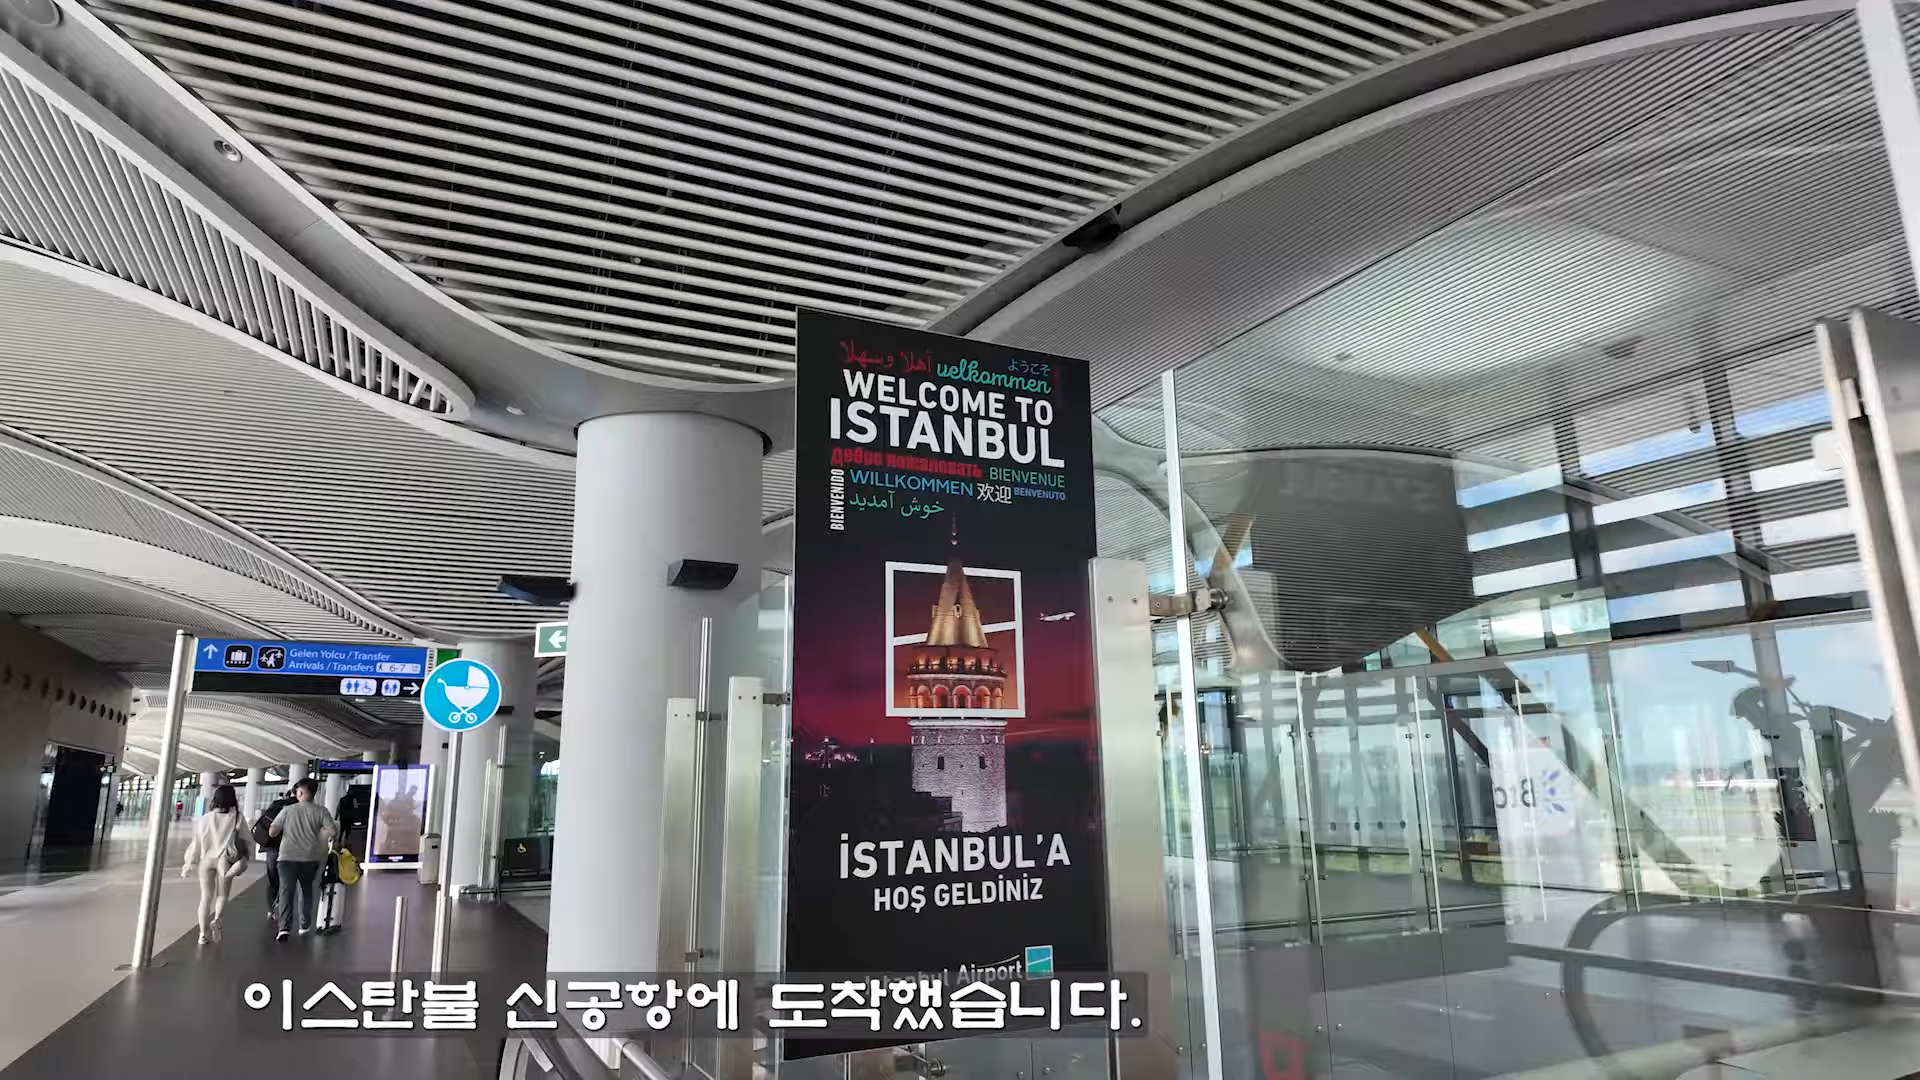 أهلا وسهلا welkommen ようこそ
WELCOME TO
ISTANBUL
Добро пожаловать BIENVENUE
BIENVENIDO
WILLKOMMEN 欢迎 BENVENUTO
خوش آمدید
İSTANBUL'A
HOŞ GELDİNİZ
Istanbul Airport
Gelen Yolcu / Transfer
Arrivals / Transfers 6-7
이스탄불 신공항에 도착했습니다.